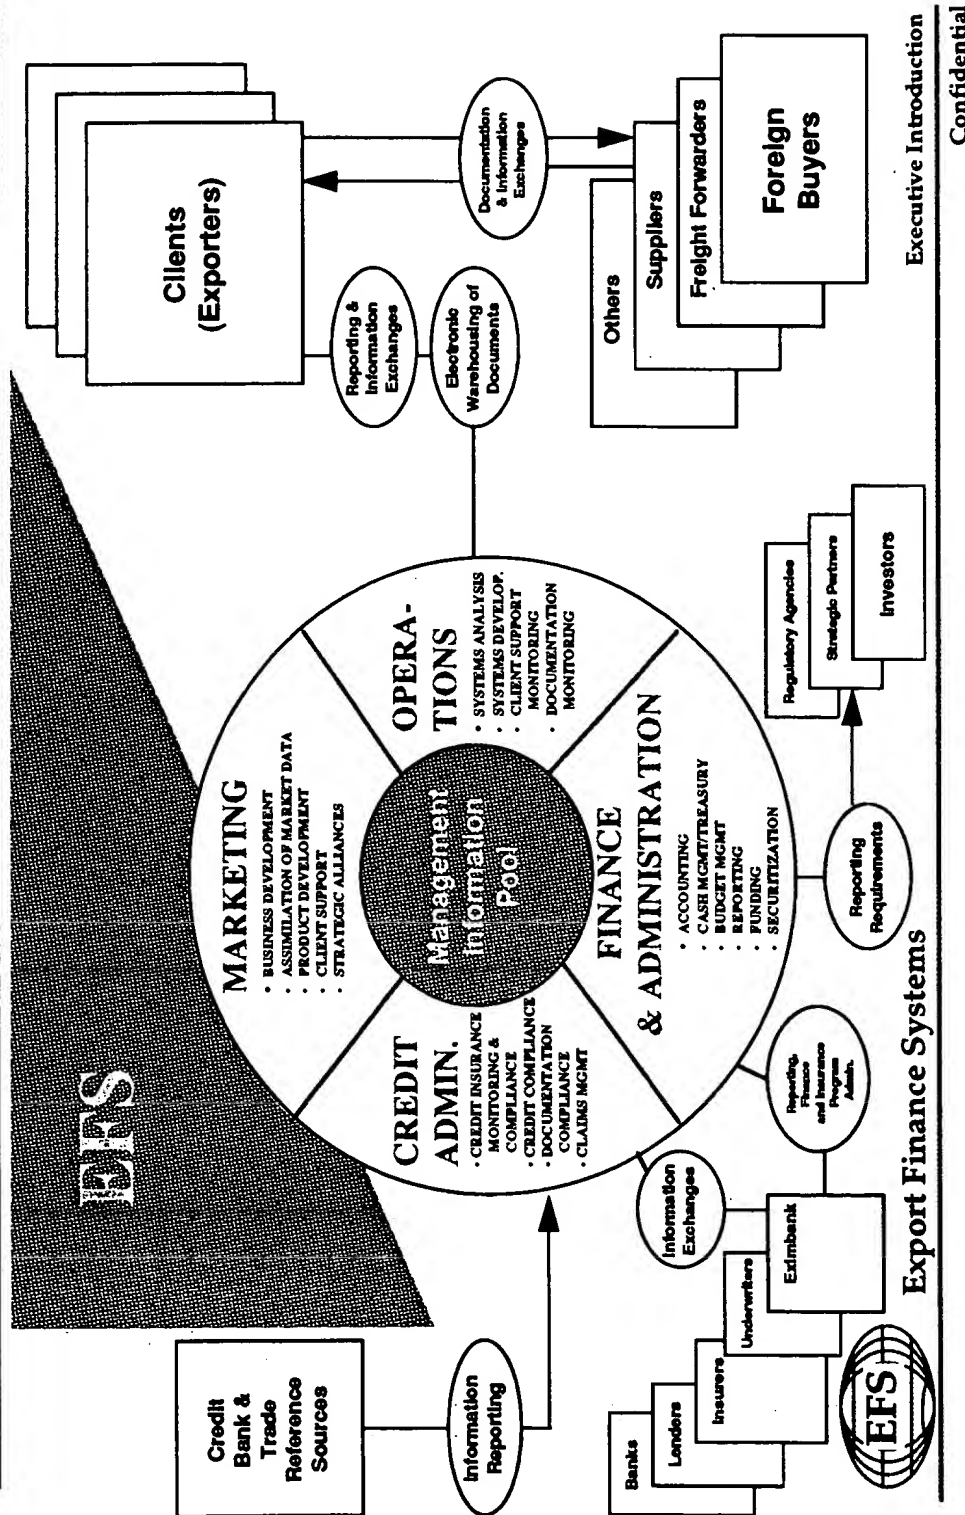 EFS
Credit
Bank &
Trade
Reference
Sources
Information
Reporting
MARKETING
• BUSINESS DEVELOPMENT
• ASSIMILATION OF MARKET DATA
• PRODUCT DEVELOPMENT
• CLIENT SUPPORT
• STRATEGIC ALLIANCES
CREDIT
ADMIN.
• CREDIT INSURANCE
MONITORING &
COMPLIANCE
• CREDIT COMPLIANCE
• DOCUMENTATION
COMPLIANCE
• CLAIMS MGMT
Management
Information
Pool
OPERA-
TIONS
• SYSTEMS ANALYSIS
• SYSTEMS DEVELOP.
• CLIENT SUPPORT
MONITORING
• DOCUMENTATION
MONITORING
FINANCE
& ADMINISTRATION
• ACCOUNTING
• CASH MGMT/TREASURY
• BUDGET MGMT
• REPORTING
• FUNDING
• SECURITIZATION
Clients
(Exporters)
Reporting &
Information
Exchanges
Electronic
Warehousing of
Documents
Documentation
& Information
Exchanges
Others
Suppliers
Freight Forwarders
Foreign
Buyers
Banks
Lenders
Insurers
Underwriters
Eximbank
Information
Exchanges
Reporting,
Finance
and Insurance
Program
Admin.
Reporting
Requirements
Regulatory Agencies
Strategic Partners
Investors
EFS
Export Finance Systems
Executive Introduction
Confidential